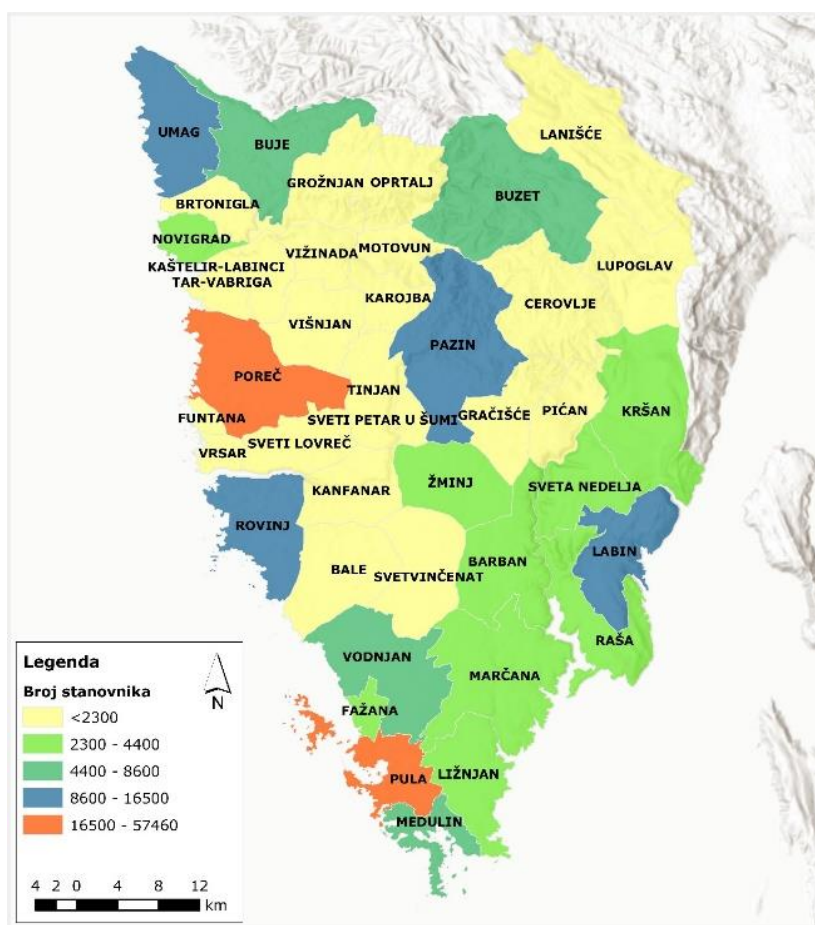 LANIŠĆE
UMAG
BUJE
GROŽNJAN OPRTALJ
BUZET
BRTONIGLA
NOVIGRAD
VIŽINADA
MOTOVUN
KAŠTELIR-LABINCI
TAR-VABRIGA
LUPOGLAV
KAROJBA
CEROVLJE
VIŠNJAN
PAZIN
POREČ
TINJAN
FUNTANA
SVETI PETAR U ŠUMI
GRAČIŠĆE
PIĆAN
KRŠAN
VRSAR
SVETI LOVREČ
KANFANAR
ŽMINJ
SVETA NEDELJA
ROVINJ
LABIN
BALE
SVETVINČENAT
BARBAN
RAŠA
VODNJAN
MARČANA
FAŽANA
PULA
LIŽNJAN
MEDULIN
Legenda
N
Broj stanovnika
<2300
2300 - 4400
4400 - 8600
8600 - 16500
16500 - 57460
4 2 0 4 8 12
km